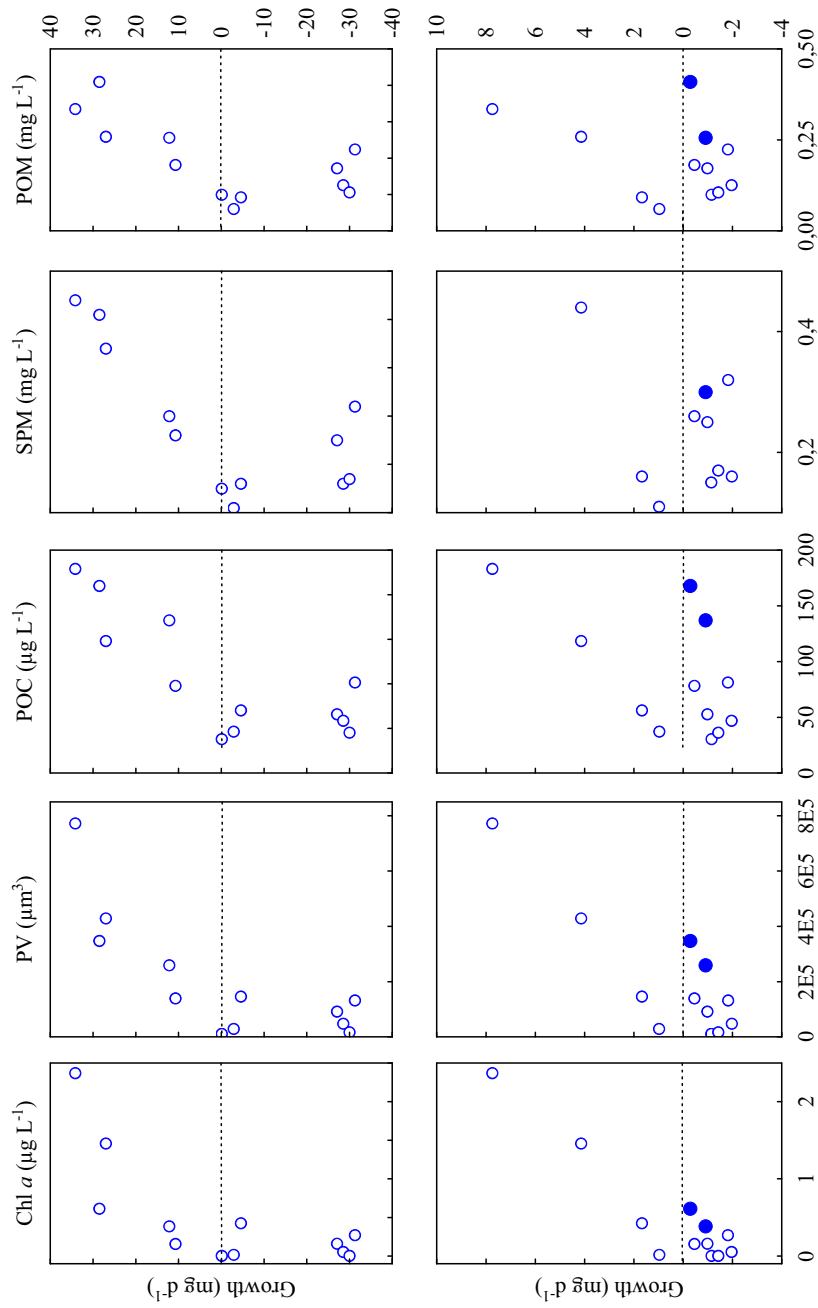 Chl a (µg L-1)
PV (µm3)
POC (µg L-1)
SPM (mg L-1)
POM (mg L-1)
Growth (mg d-1)
40
30
20
10
0
-10
-20
-30
-40
Growth (mg d-1)
10
8
6
4
2
0
-2
-4
0
1
2
0
2E5
4E5
6E5
8E5
0
50
100
150
200
0,2
0,4
0,00
0,25
0,50